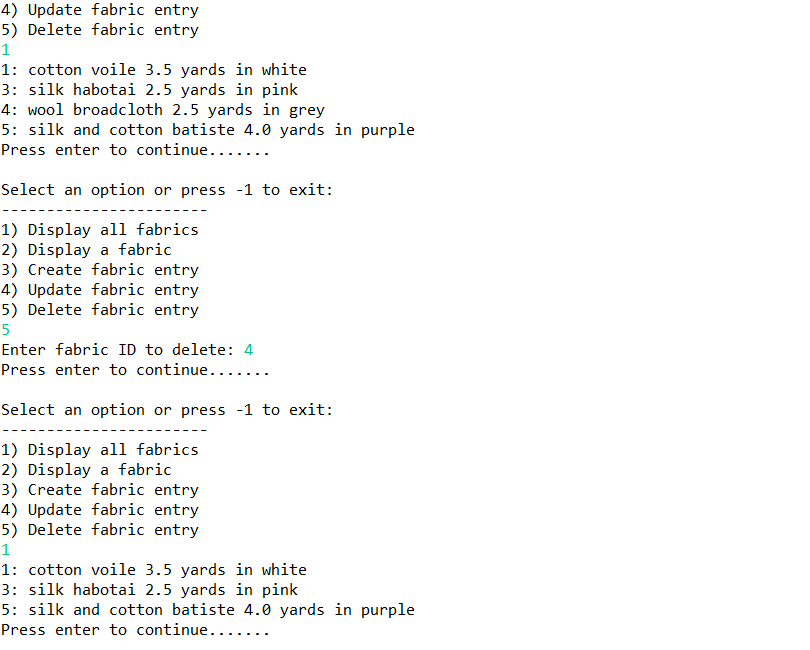 4) Update fabric entry
5) Delete fabric entry
1
1: cotton voile 3.5 yards in white
3: silk habotai 2.5 yards in pink
4: wool broadcloth 2.5 yards in grey
5: silk and cotton batiste 4.0 yards in purple
Press enter to continue.......
Select an option or press -1 to exit:
-----------------------
1) Display all fabrics
2) Display a fabric
3) Create fabric entry
4) Update fabric entry
5) Delete fabric entry
5
Enter fabric ID to delete: 4
Press enter to continue.......
Select an option or press -1 to exit:
-----------------------
1) Display all fabrics
2) Display a fabric
3) Create fabric entry
4) Update fabric entry
5) Delete fabric entry
1
1: cotton voile 3.5 yards in white
3: silk habotai 2.5 yards in pink
5: silk and cotton batiste 4.0 yards in purple
Press enter to continue.......